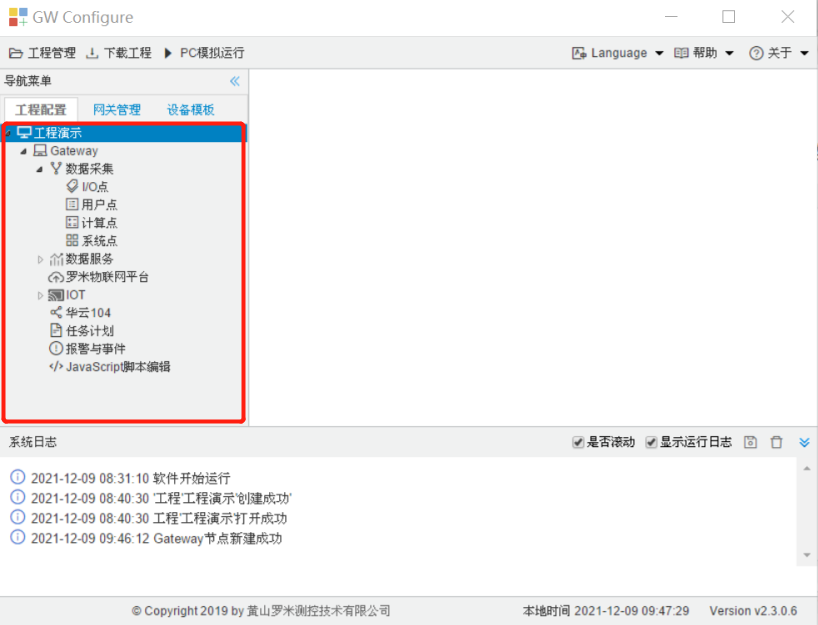 GW Configure
工程管理 下载工程 PC模拟运行 Language 帮助 关于
导航菜单
工程配置 网关管理 设备模板
工程演示
Gateway
数据采集
I/O点
用户点
计算点
系统点
数据服务
罗米物联网平台
IOT
华云104
任务计划
报警与事件
JavaScript脚本编辑
系统日志 是否滚动 显示运行日志
2021-12-09 08:31:10 软件开始运行
2021-12-09 08:40:30 '工程'工程演示'创建成功'
2021-12-09 08:40:30 工程'工程演示'打开成功
2021-12-09 09:46:12 Gateway节点新建成功
© Copyright 2019 by 黄山罗米测控技术有限公司 本地时间 2021-12-09 09:47:29 Version v2.3.0.6